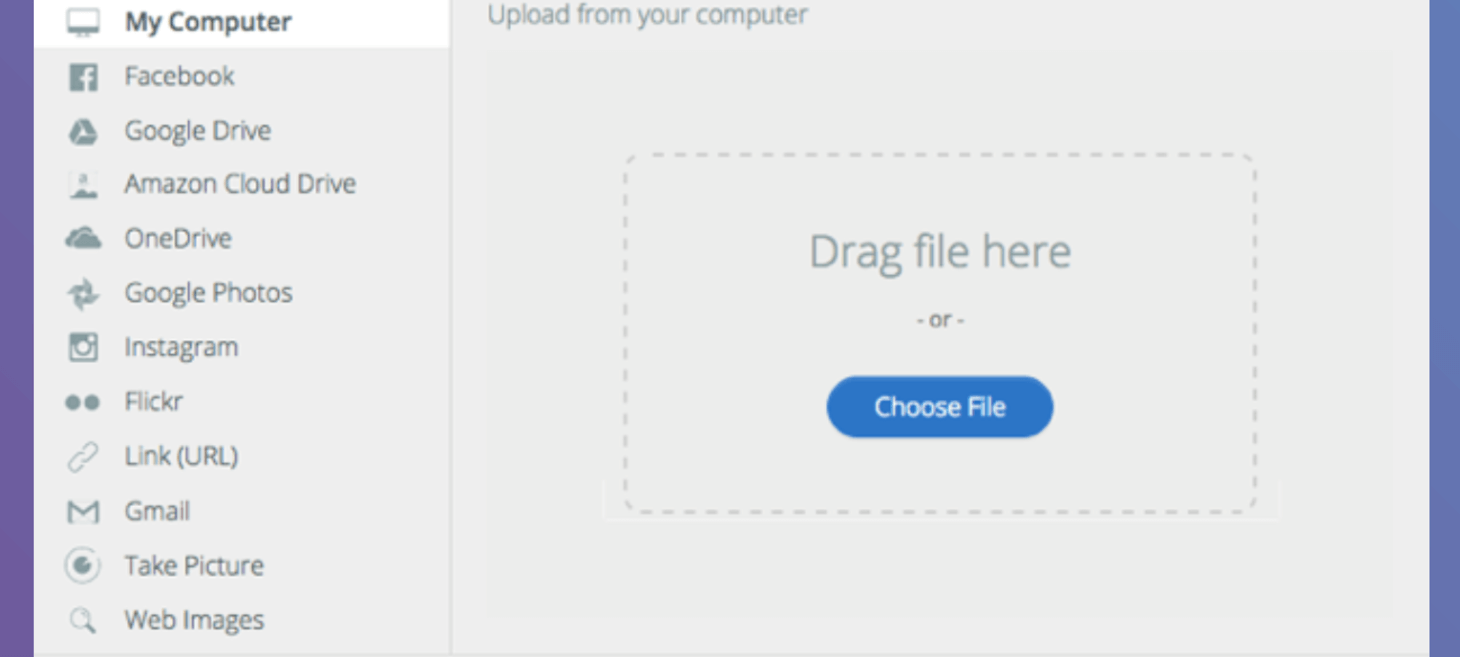 My Computer
Facebook
Google Drive
Amazon Cloud Drive
OneDrive
Google Photos
Instagram
Flickr
Link (URL)
Gmail
Take Picture
Web Images
Upload from your computer
Drag file here
- or -
Choose File